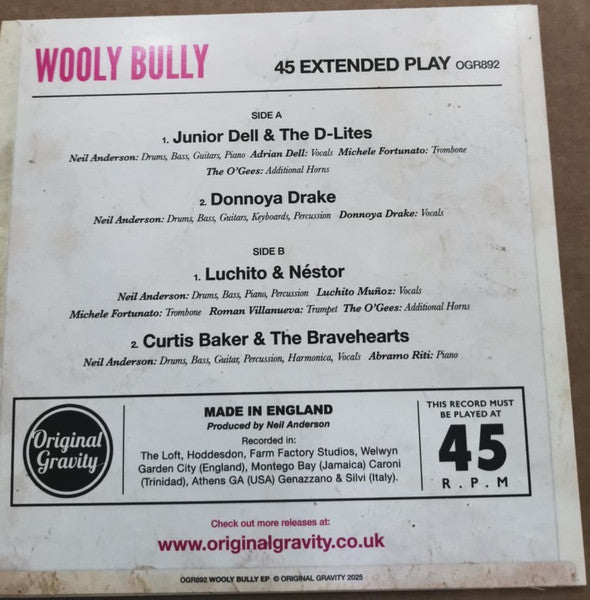 WOOLY BULLY
45 EXTENDED PLAY OGR892
SIDE A
1. Junior Dell & The D-Lites
Neil Anderson: Drums, Bass, Guitars, Piano Adrian Dell: Vocals Michele Fortunato: Trombone
The O'Gees: Additional Horns
2. Donnoya Drake
Neil Anderson: Drums, Bass, Guitars, Keyboards, Percussion Donnoya Drake: Vocals
SIDE B
1. Luchito & Néstor
Neil Anderson: Drums, Bass, Piano, Percussion Luchito Muñoz: Vocals
Michele Fortunato: Trombone Roman Villanueva: Trumpet The O'Gees: Additional Horns
2. Curtis Baker & The Bravehearts
Neil Anderson: Drums, Bass, Guitar, Percussion, Harmonica, Vocals Abramo Riti: Piano
Original
Gravity
MADE IN ENGLAND
Produced by Neil Anderson
Recorded in:
The Loft, Hoddesdon, Farm Factory Studios, Welwyn
Garden City (England), Montego Bay (Jamaica) Caroni
(Trinidad), Athens GA (USA) Genazzano & Silvi (Italy).
THIS RECORD MUST
BE PLAYED AT
45
R.P.M
Check out more releases at:
www.originalgravity.co.uk
OGR892 WOOLY BULLY EP © ORIGINAL GRAVITY 2025